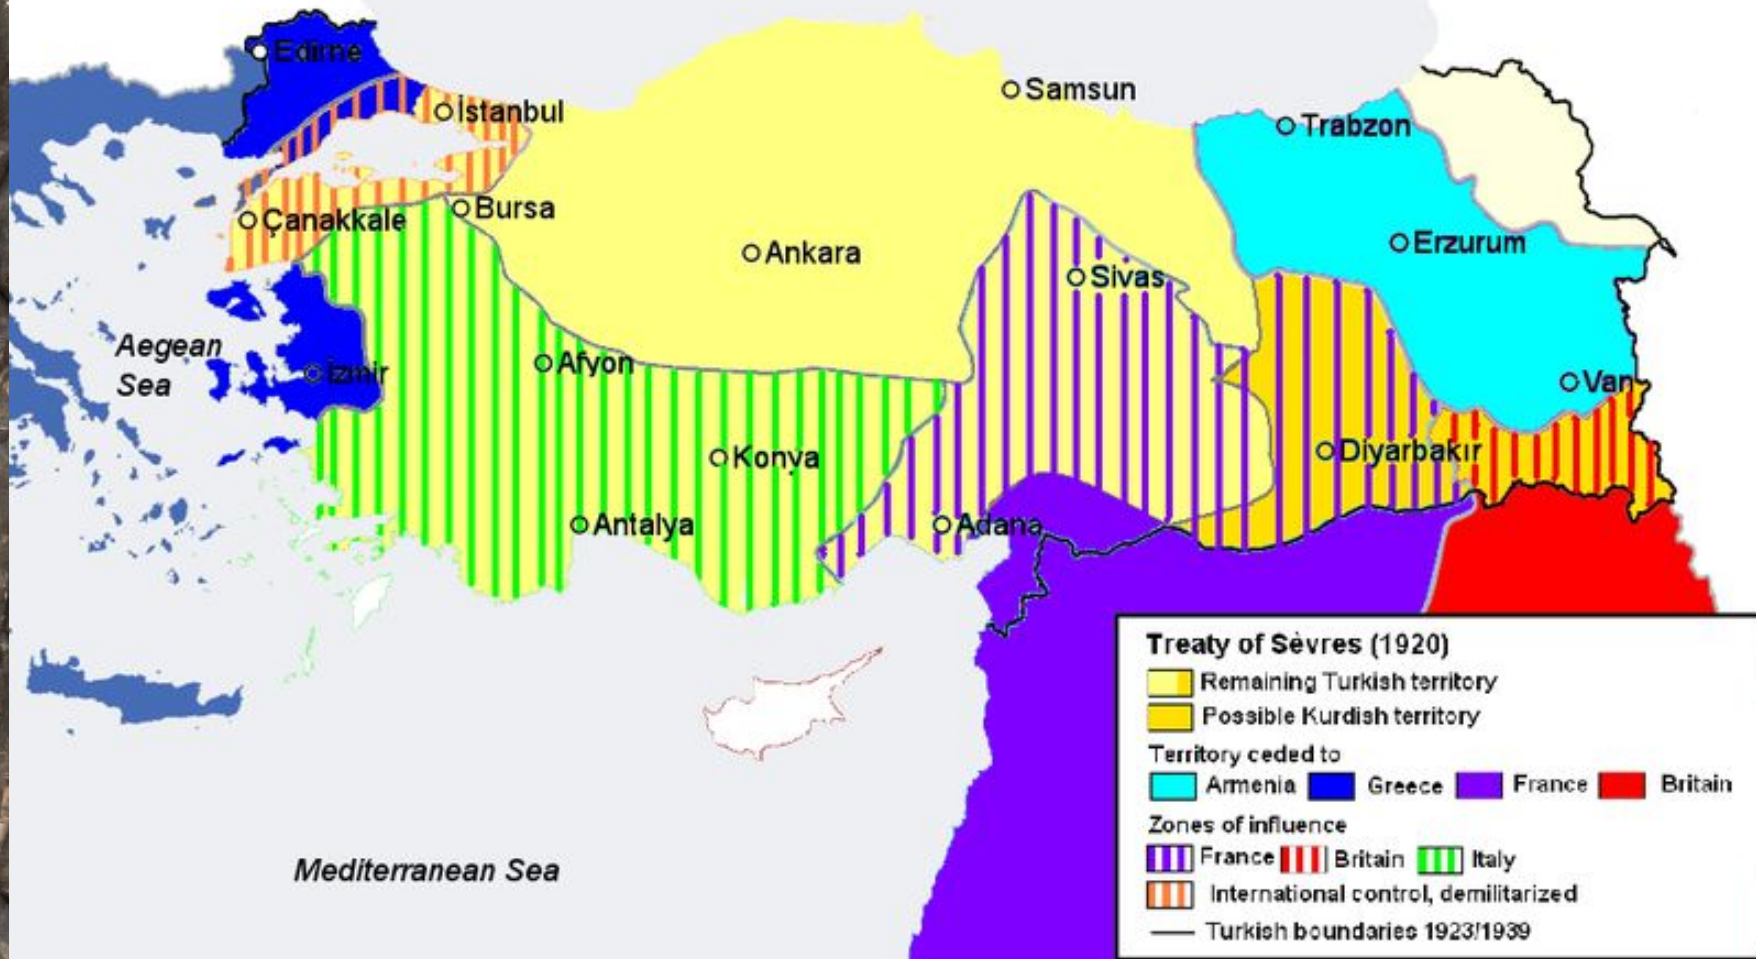 Edirne
İstanbul
Samsun
Trabzon
Çanakkale
Bursa
Ankara
Sivas
Erzurum
Aegean
Sea
İzmir
Afyon
Van
Konya
Diyarbakır
Antalya
Adana
Mediterranean Sea
Treaty of Sèvres (1920)
Remaining Turkish territory
Possible Kurdish territory
Territory ceded to
Armenia Greece France Britain
Zones of influence
France Britain Italy
International control, demilitarized
Turkish boundaries 1923/1939